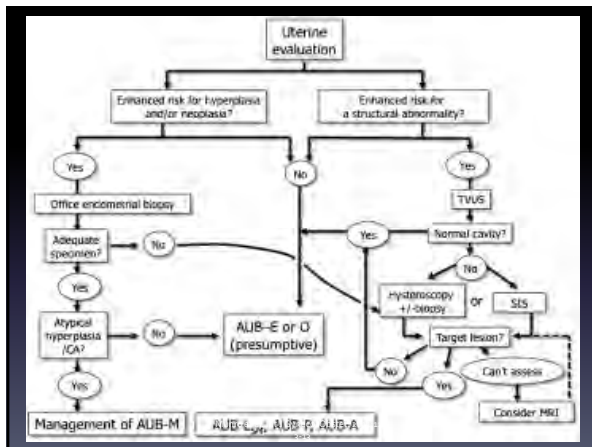 Uterine
evaluation
Enhanced risk for hyperplasia
and/or neoplasia?
Enhanced risk for
a structural abnormality?
Yes
No
Yes
Office endometrial biopsy
TVUS
Adequate
specimen?
No
Yes
Normal cavity?
No
Yes
Hysteroscopy
+/-biopsy
or
SIS
Atypical
hyperplasia
/CA?
No
AUB-E or O
(presumptive)
Target lesion?
No
Yes
Can't assess
Yes
Management of AUB-M
AUB-LSM, AUB-P, AUB-A
Consider MRI